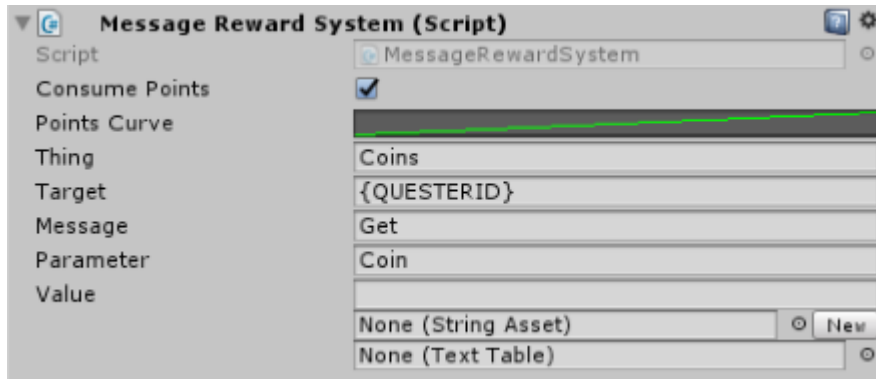 Message Reward System (Script)
Script MessageRewardSystem
Consume Points
Points Curve
Thing Coins
Target {QUESTERID}
Message Get
Parameter Coin
Value
None (String Asset) New
None (Text Table)